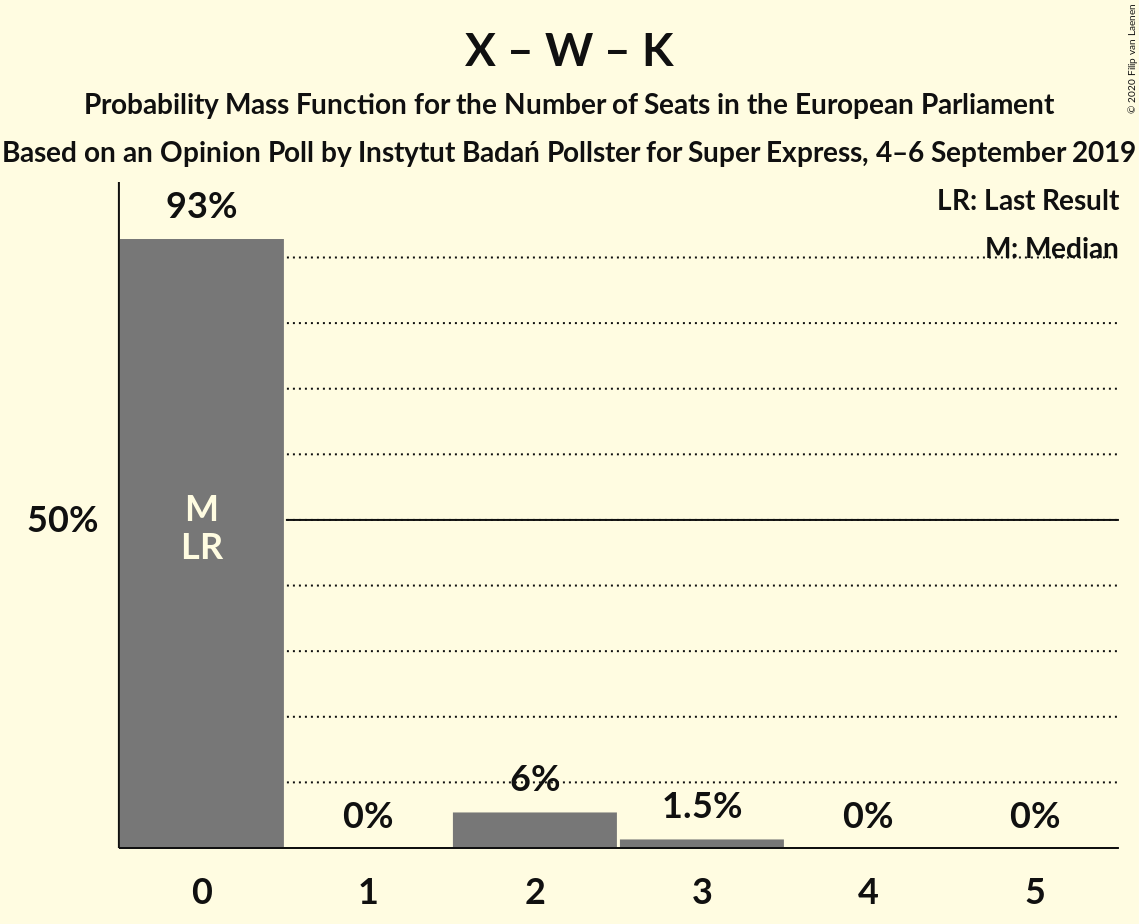 X – W – K
Probability Mass Function for the Number of Seats in the European Parliament
Based on an Opinion Poll by Instytut Badań Pollster for Super Express, 4–6 September 2019
© 2020 Filip van Laenen
LR: Last Result
M: Median
93%
50%
M
LR
0%
6%
1.5%
0%
0%
0
1
2
3
4
5